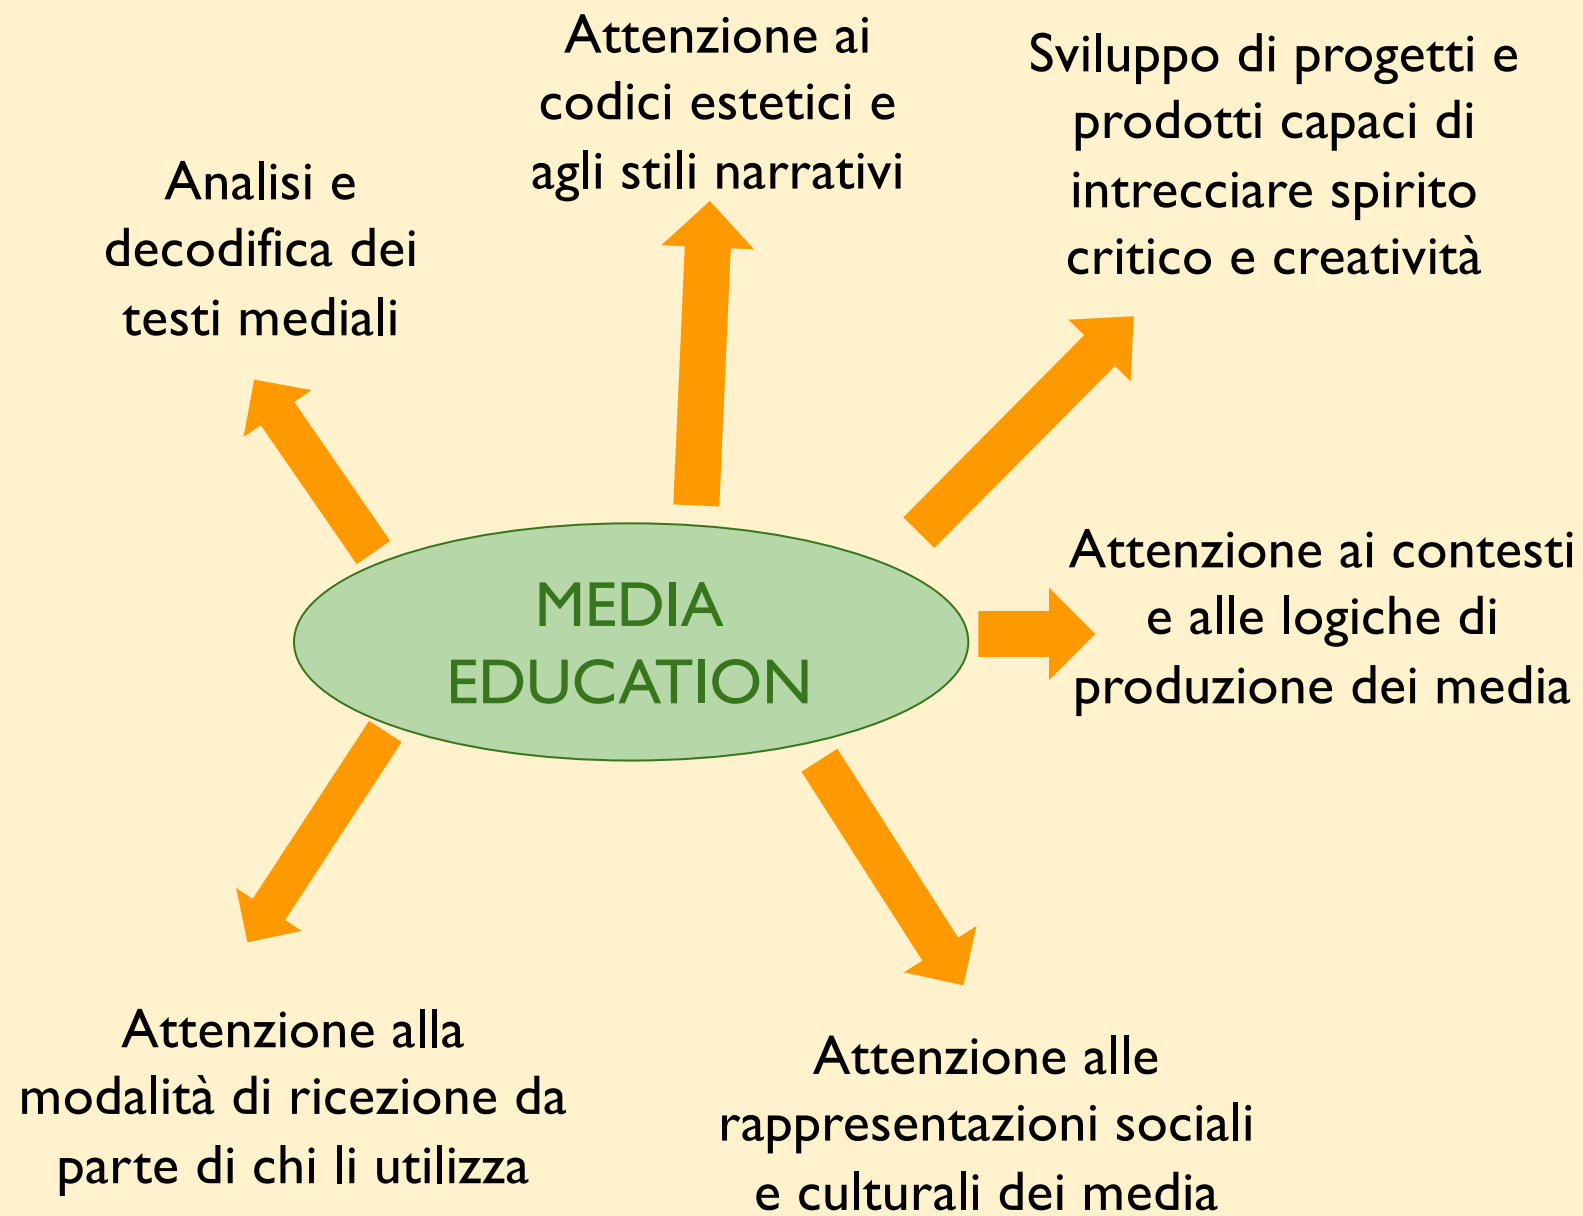 Attenzione ai
codici estetici e
agli stili narrativi
Sviluppo di progetti e
prodotti capaci di
intrecciare spirito
critico e creatività
Analisi e
decodifica dei
testi mediali
MEDIA
EDUCATION
Attenzione ai contesti
e alle logiche di
produzione dei media
Attenzione alla
modalità di ricezione da
parte di chi li utilizza
Attenzione alle
rappresentazioni sociali
e culturali dei media